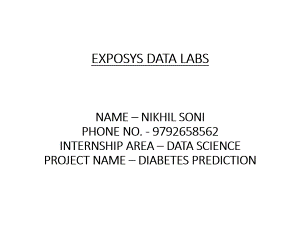 EXPOSYS DATA LABS
NAME – NIKHIL SONI
PHONE NO. - 9792658562
INTERNSHIP AREA – DATA SCIENCE
PROJECT NAME – DIABETES PREDICTION